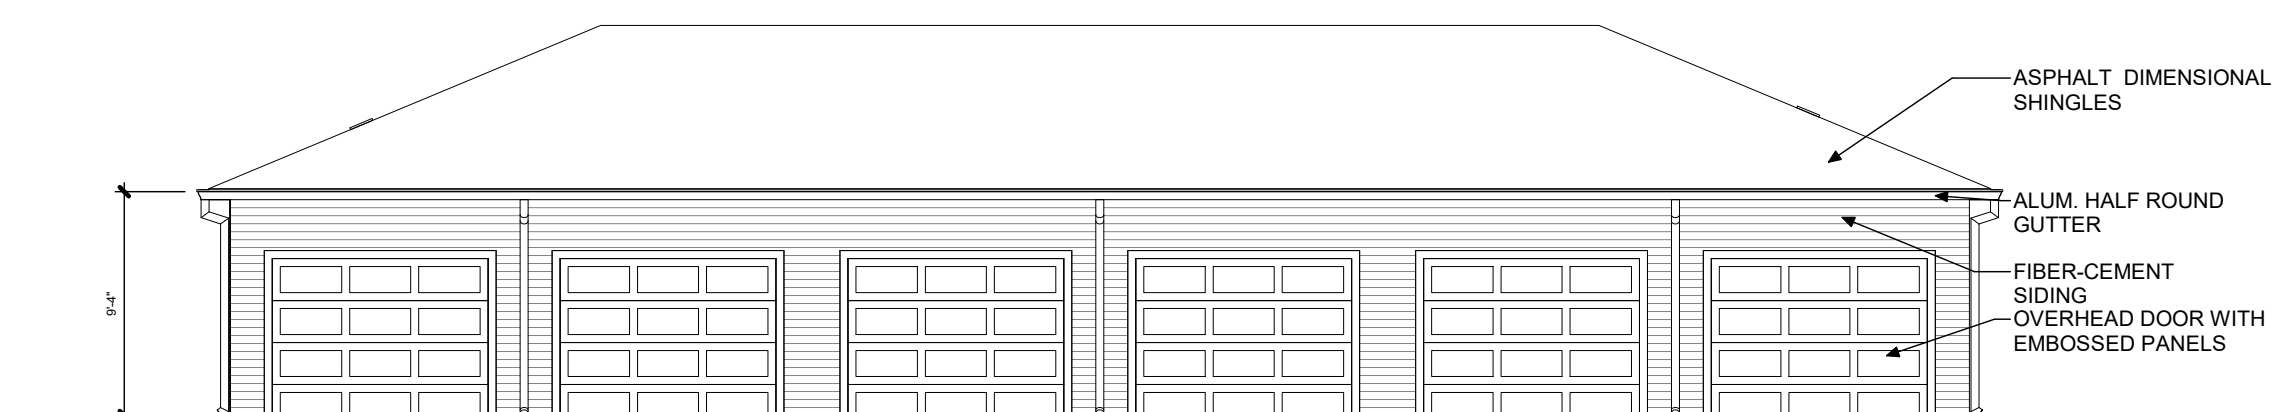 ASPHALT DIMENSIONAL
SHINGLES
ALUM. HALF ROUND
GUTTER
FIBER-CEMENT
SIDING
OVERHEAD DOOR WITH
EMBOSSED PANELS
9'-4"